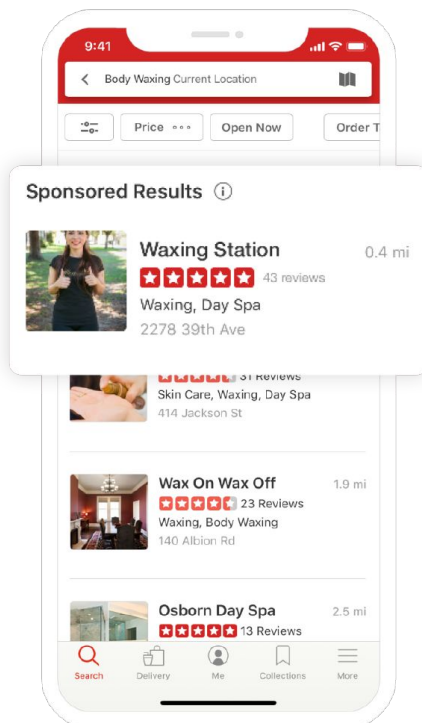 9:41
Body Waxing Current Location
Price
Open Now
Order T
Sponsored Results
Waxing Station
0.4 mi
43 reviews
Waxing, Day Spa
2278 39th Ave
31 Reviews
Skin Care, Waxing, Day Spa
414 Jackson St
Wax On Wax Off
1.9 mi
23 Reviews
Waxing, Body Waxing
140 Albion Rd
Osborn Day Spa
2.5 mi
13 Reviews
Search
Delivery
Me
Collections
More